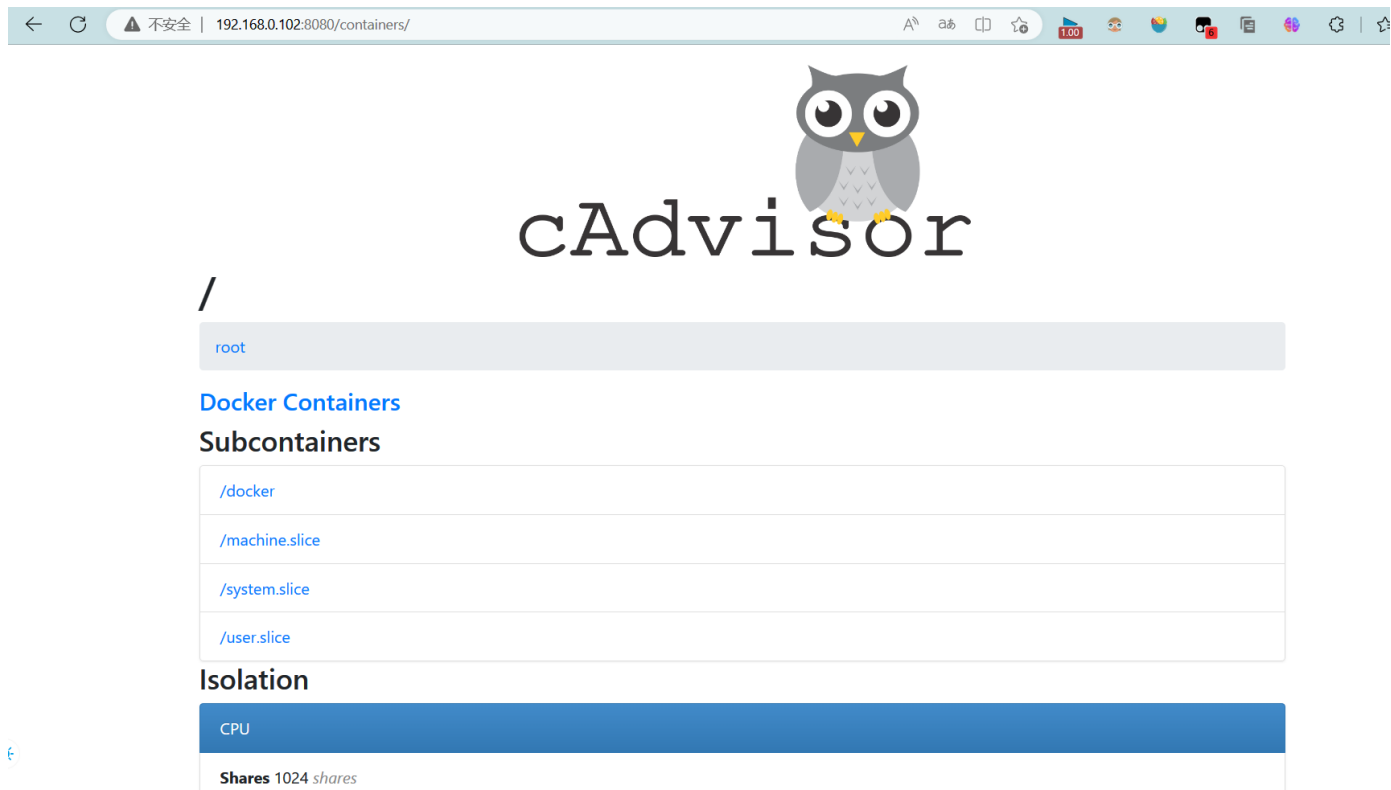 不安全 192.168.0.102:8080/containers/
1.00
6
cAdvisor
/
root
Docker Containers
Subcontainers
/docker
/machine.slice
/system.slice
/user.slice
Isolation
CPU
Shares 1024 shares